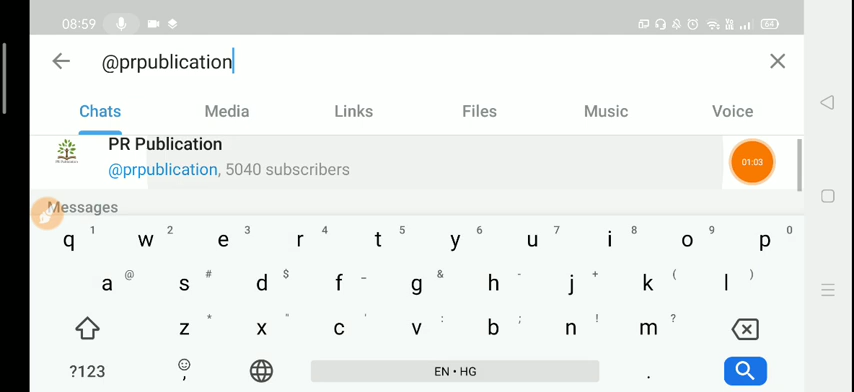 08:59 64
@prpublication
Chats Media Links Files Music Voice
PR Publication
@prpublication, 5040 subscribers
01:03
Messages
q 1 w 2 e 3 r 4 t 5 y 6 u 7 i 8 o 9 p 0
a @ s # d $ f _ g & h - j + k ( l )
z * x " c ' v : b ; n ! m ?
?123 , EN • HG .